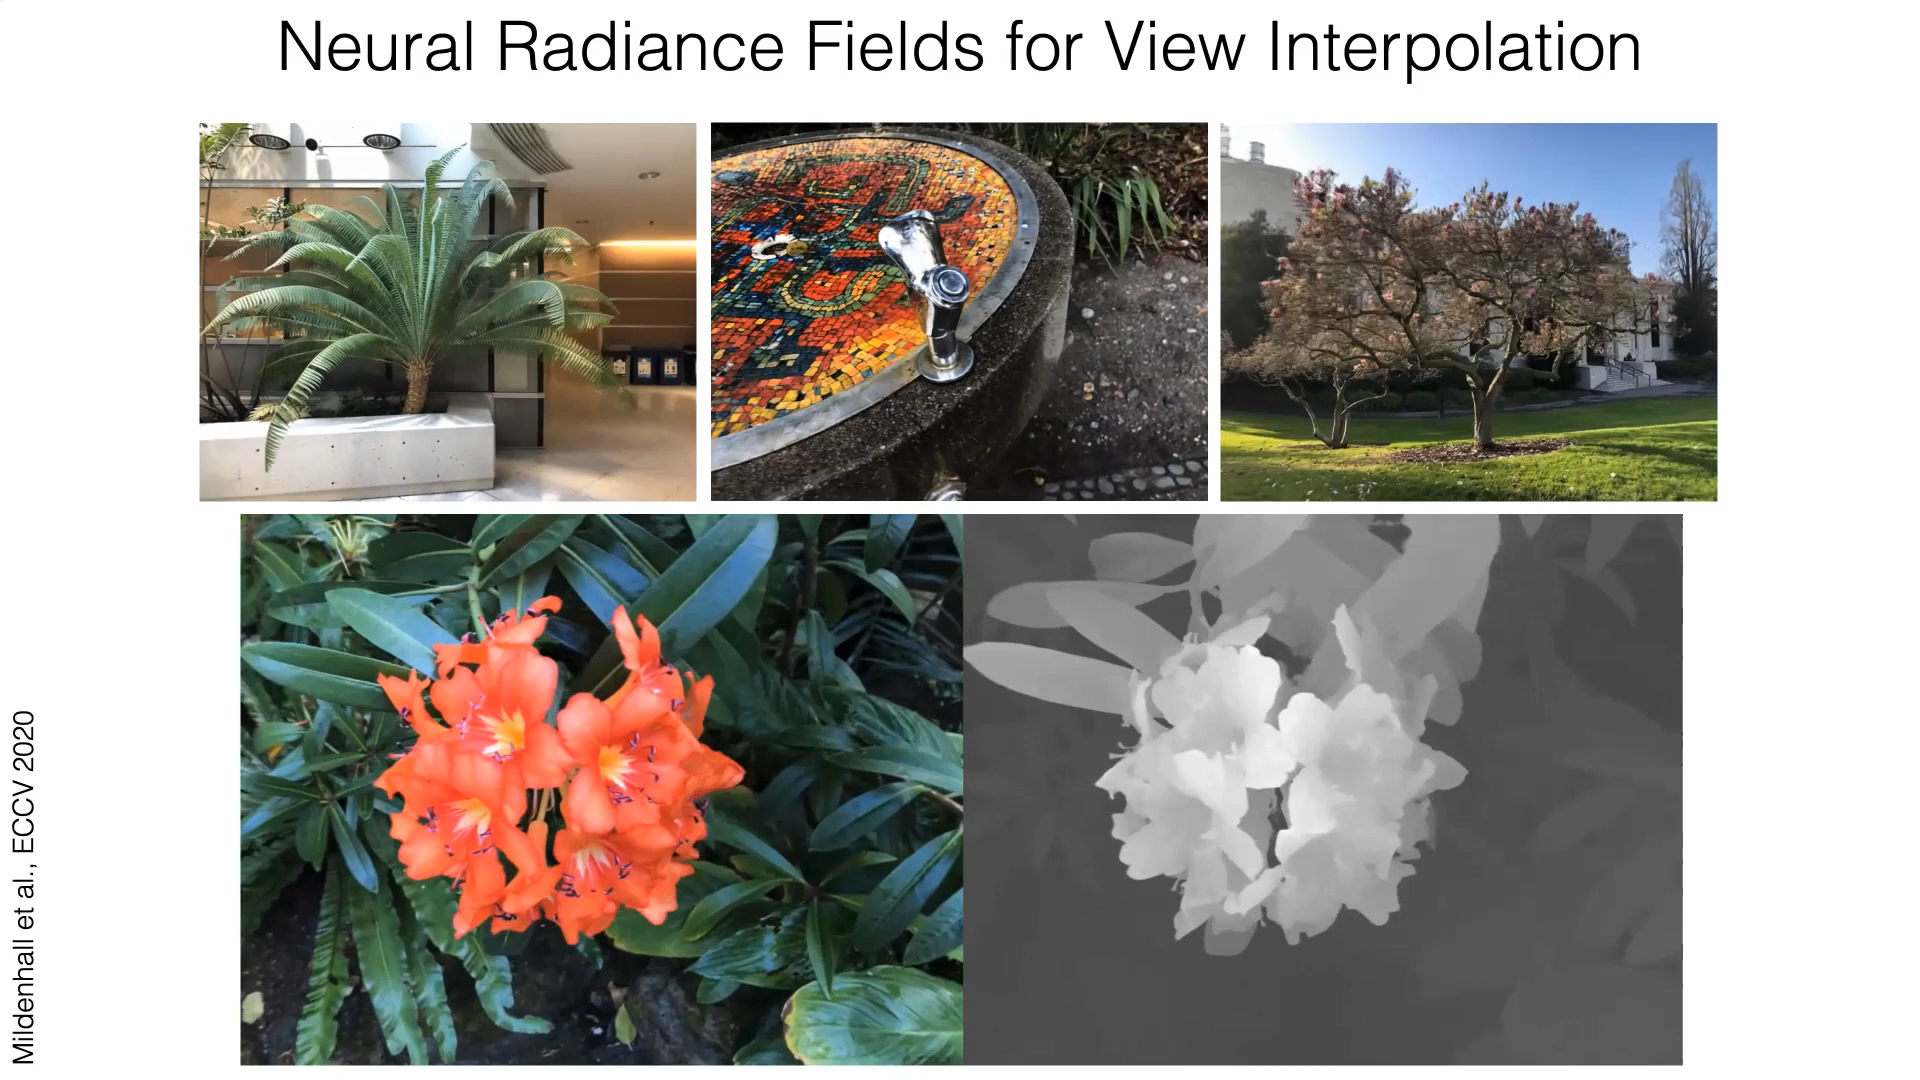 Neural Radiance Fields for View Interpolation
Mildenhall et al., ECCV 2020